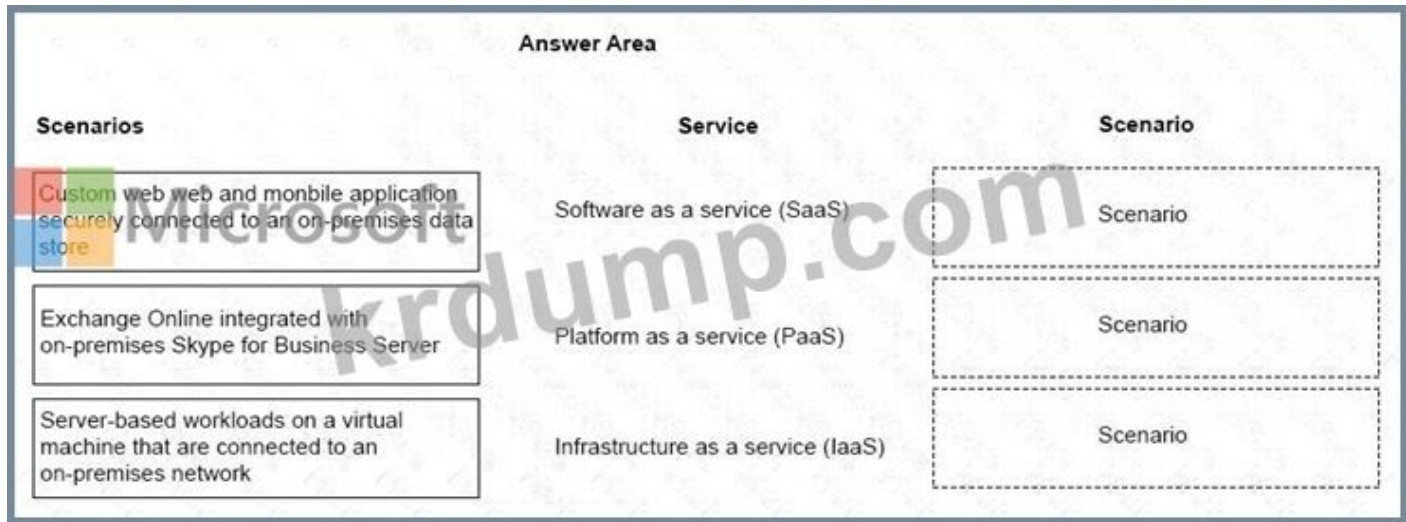 Answer Area
Scenarios
Service
Scenario
Custom web web and monbile application
securely connected to an on-premises data
store
Software as a service (SaaS)
Scenario
Exchange Online integrated with
on-premises Skype for Business Server
Platform as a service (PaaS)
Scenario
Server-based workloads on a virtual
machine that are connected to an
on-premises network
Infrastructure as a service (IaaS)
Scenario
Microsoft
krdump.com